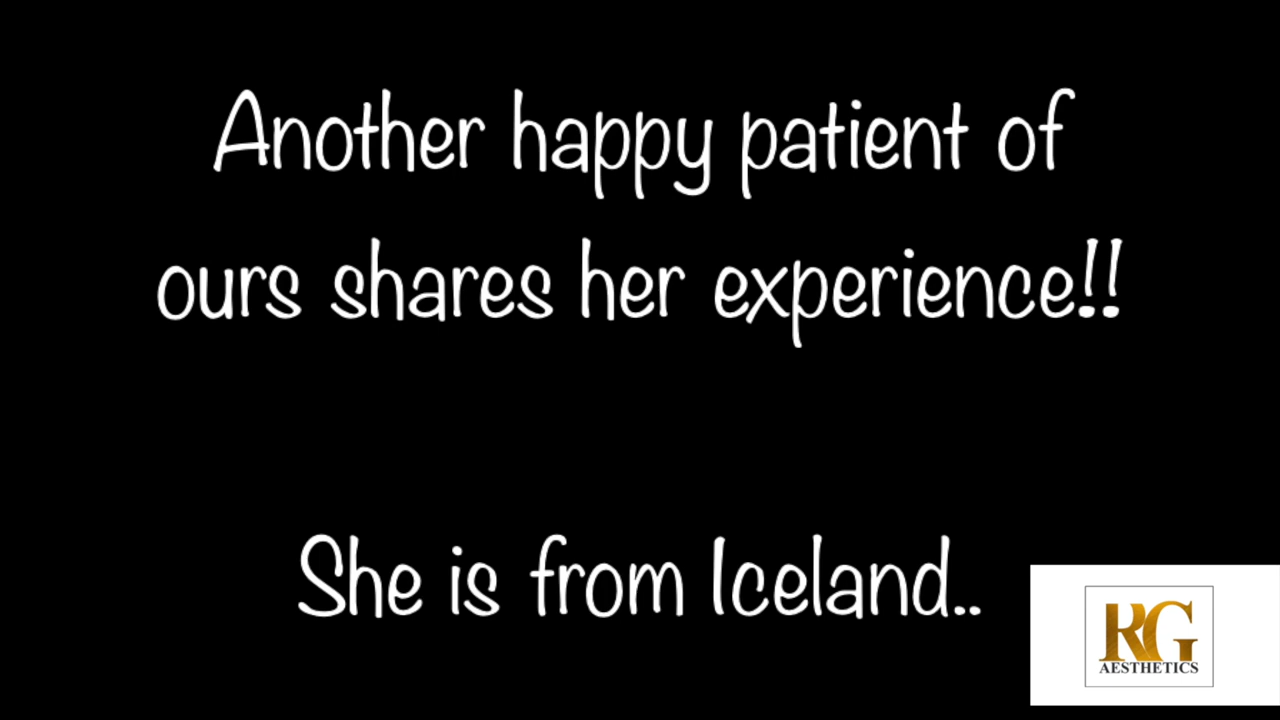 Another happy patient of
ours shares her experience!!
She is from Iceland..
RG
AESTHETICS